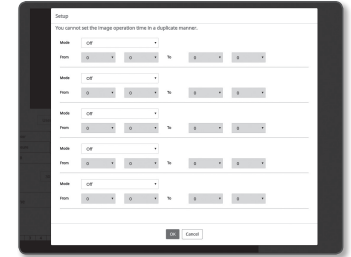 Setup
You cannot set the image operation time in a duplicate manner.
Mode Off
From 0 0 To 0 0
Mode Off
From 0 0 To 0 0
Mode Off
From 0 0 To 0 0
Mode Off
From 0 0 To 0 0
Mode Off
From 0 0 To 0 0
OK Cancel